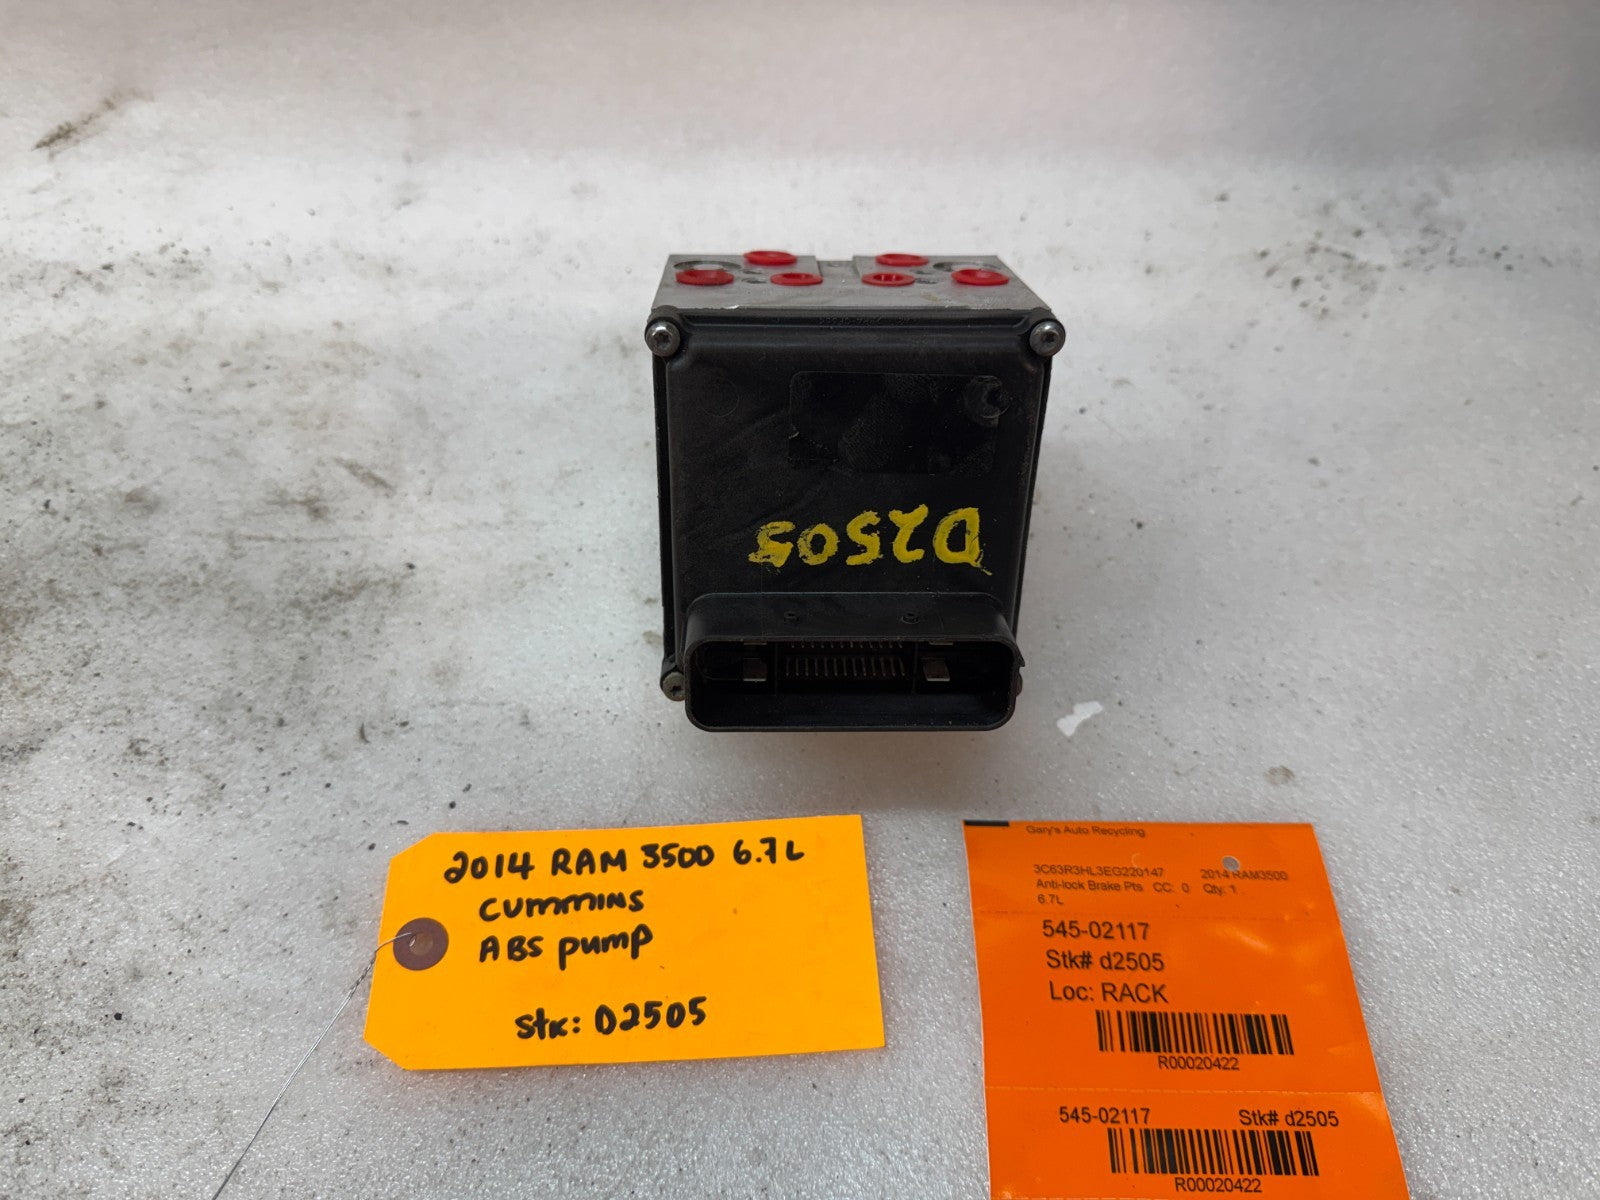 D2505
2014 RAM 3500 6.7L
CUMMINS
ABS pump
Stk: D2505
Gary's Auto Recycling
3C63R3HL3EG220147 2014 RAM3500
Anti-lock Brake Pts CC: 0 Qty: 1
6.7L
545-02117
Stk# d2505
Loc: RACK
R00020422
545-02117 Stk# d2505
R00020422